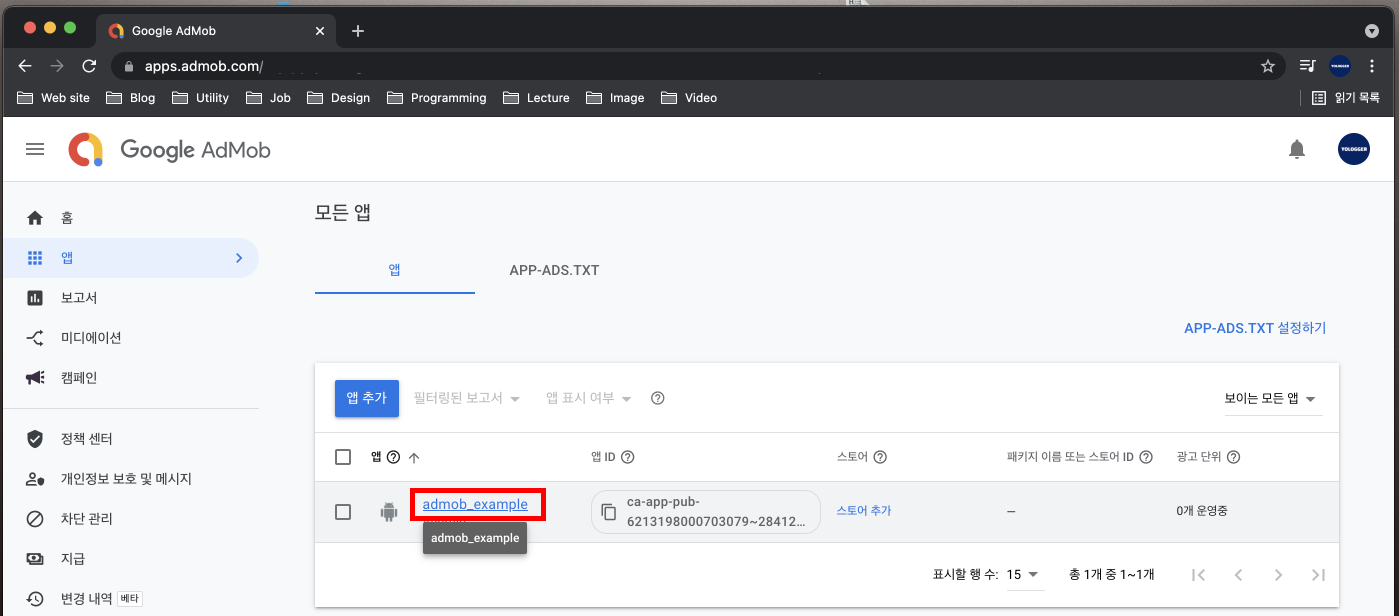 Google AdMob
apps.admob.com/
YOLOGGER
Web site
Blog
Utility
Job
Design
Programming
Lecture
Image
Video
읽기 목록
Google AdMob
YOLOGGER
홈
앱
보고서
미디에이션
캠페인
정책 센터
개인정보 보호 및 메시지
차단 관리
지급
변경 내역 베타
모든 앱
앱
APP-ADS.TXT
APP-ADS.TXT 설정하기
앱 추가
필터링된 보고서
앱 표시 여부
보이는 모든 앱
앱
앱 ID
스토어
패키지 이름 또는 스토어 ID
광고 단위
admob_example
ca-app-pub-
6213198000703079~28412…
스토어 추가
–
0개 운영중
admob_example
표시할 행 수: 15
총 1개 중 1~1개